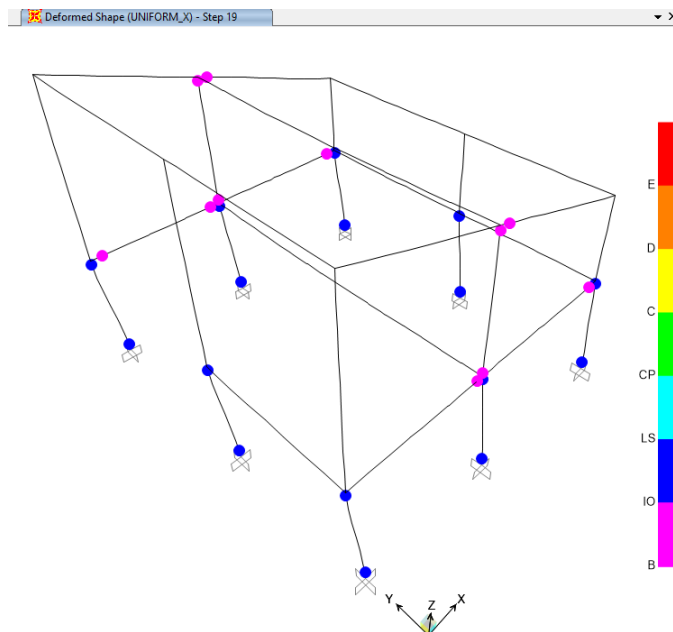 Deformed Shape (UNIFORM_X) - Step 19
E
D
C
CP
LS
IO
B
Y
Z
X